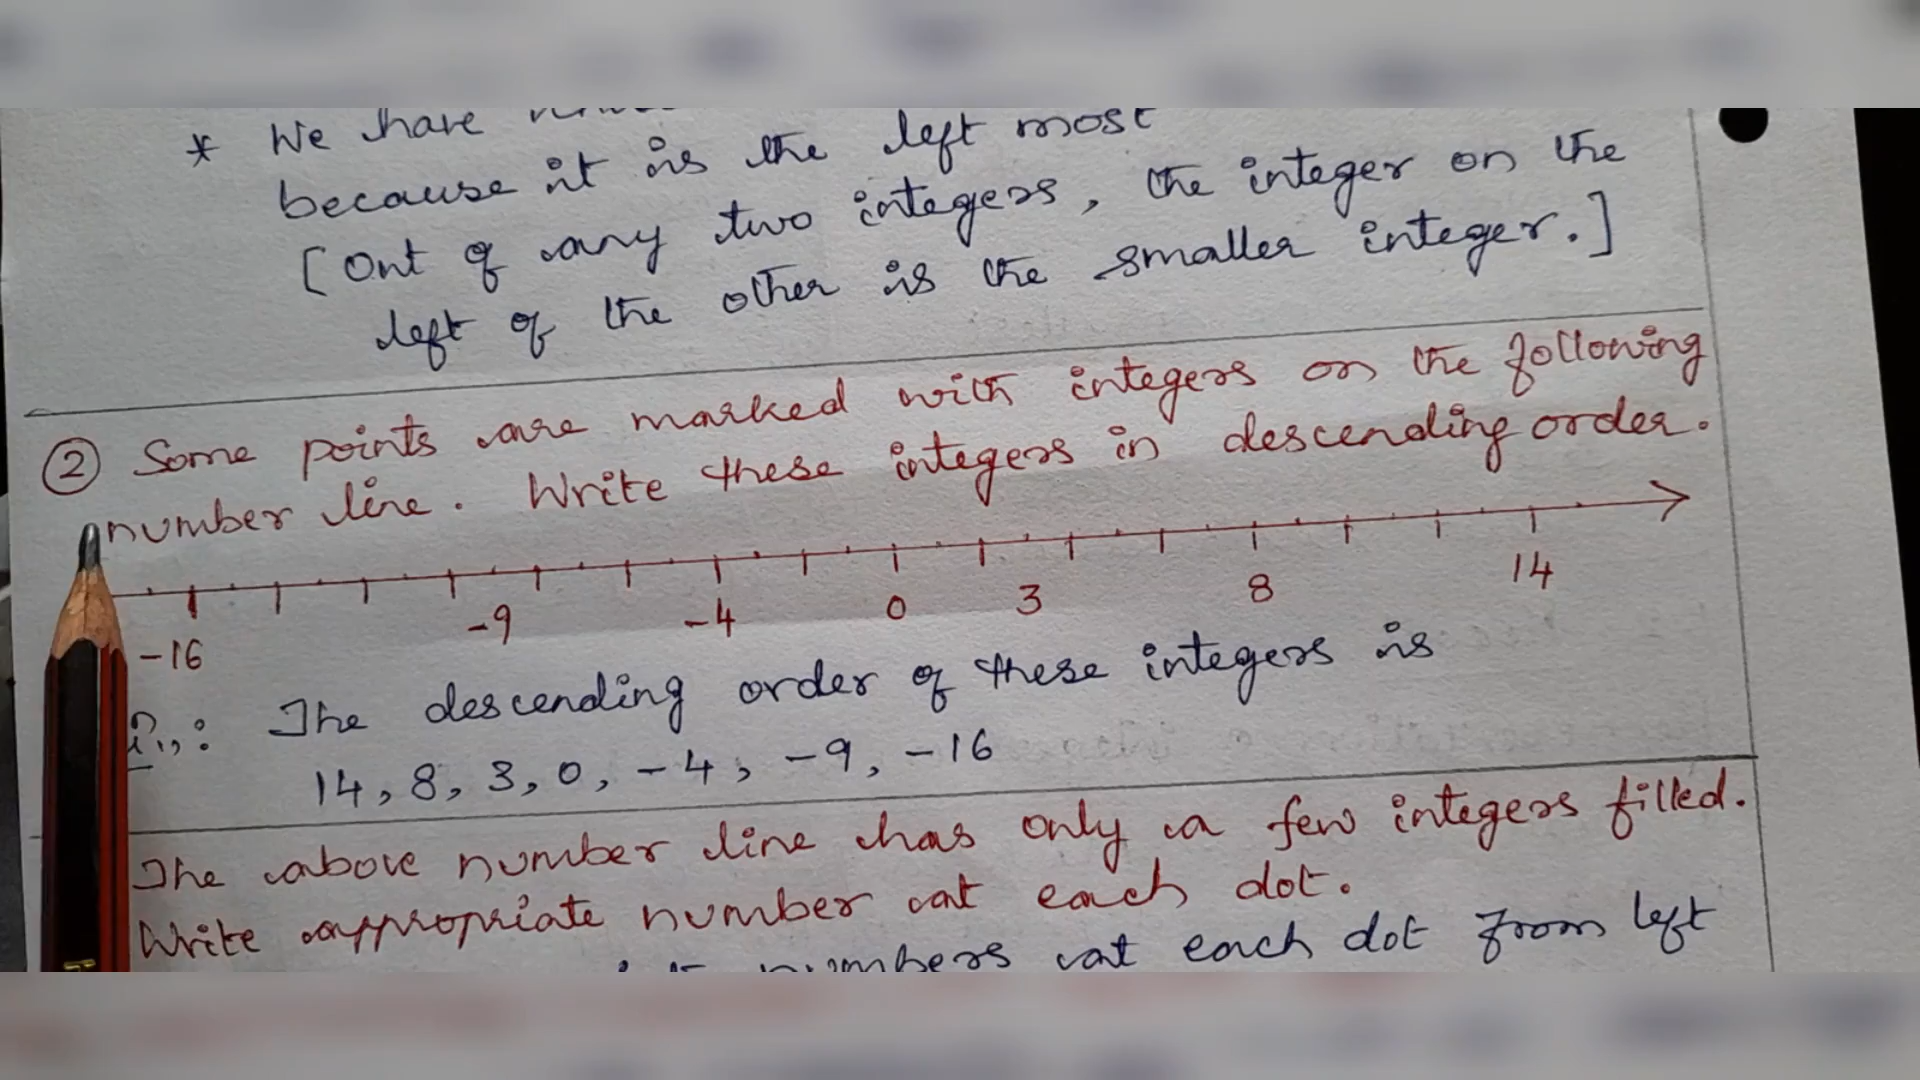 * We have
because it is the left most
[Out of any two integers, the integer on the
left of the other is the smaller integer.]
② Some points are marked with integers on the following
number line. Write these integers in descending order.
-16 -9 -4 0 3 8 14
The descending order of these integers is
14, 8, 3, 0, -4, -9, -16
The above number line has only a few integers filled.
Write appropriate number at each dot.
numbers at each dot from left